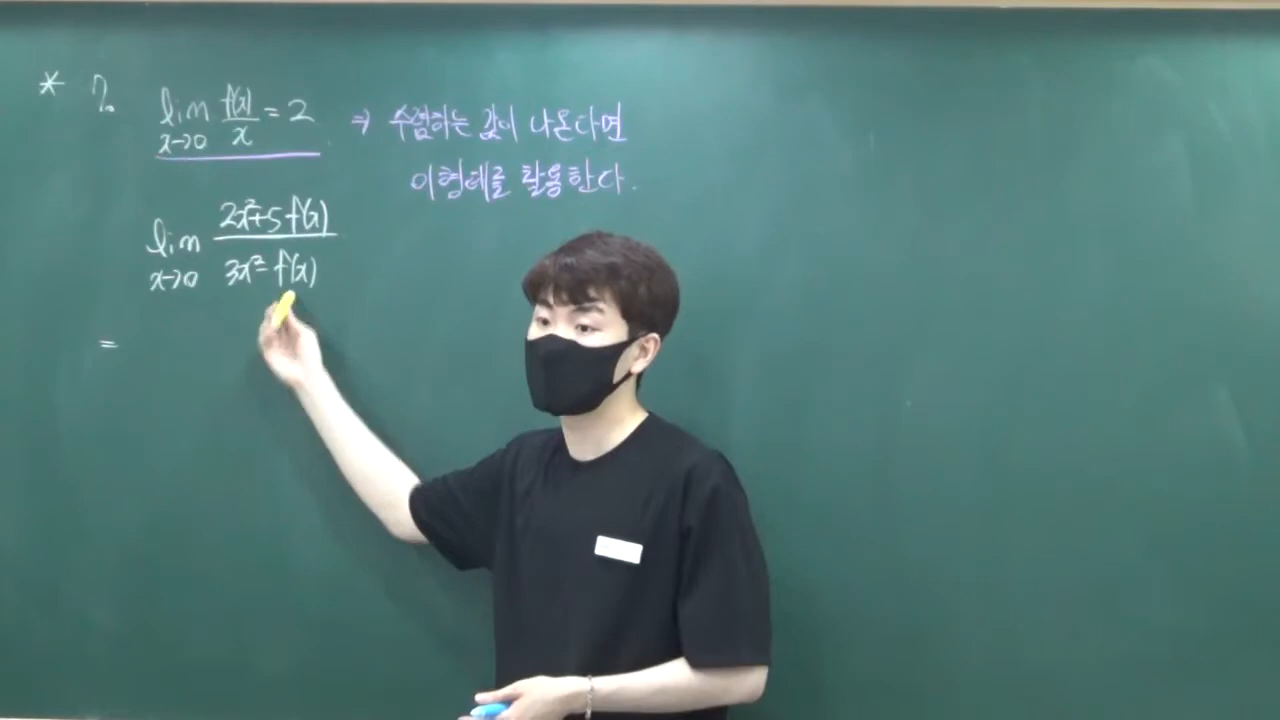 * 7. lim x→0 f(x)/x = 2 ⇒ 수렴하는 값이 나온다면
이형태를 활용한다.
lim x→0 2x²+5f(x) / 3x²-f(x)
=